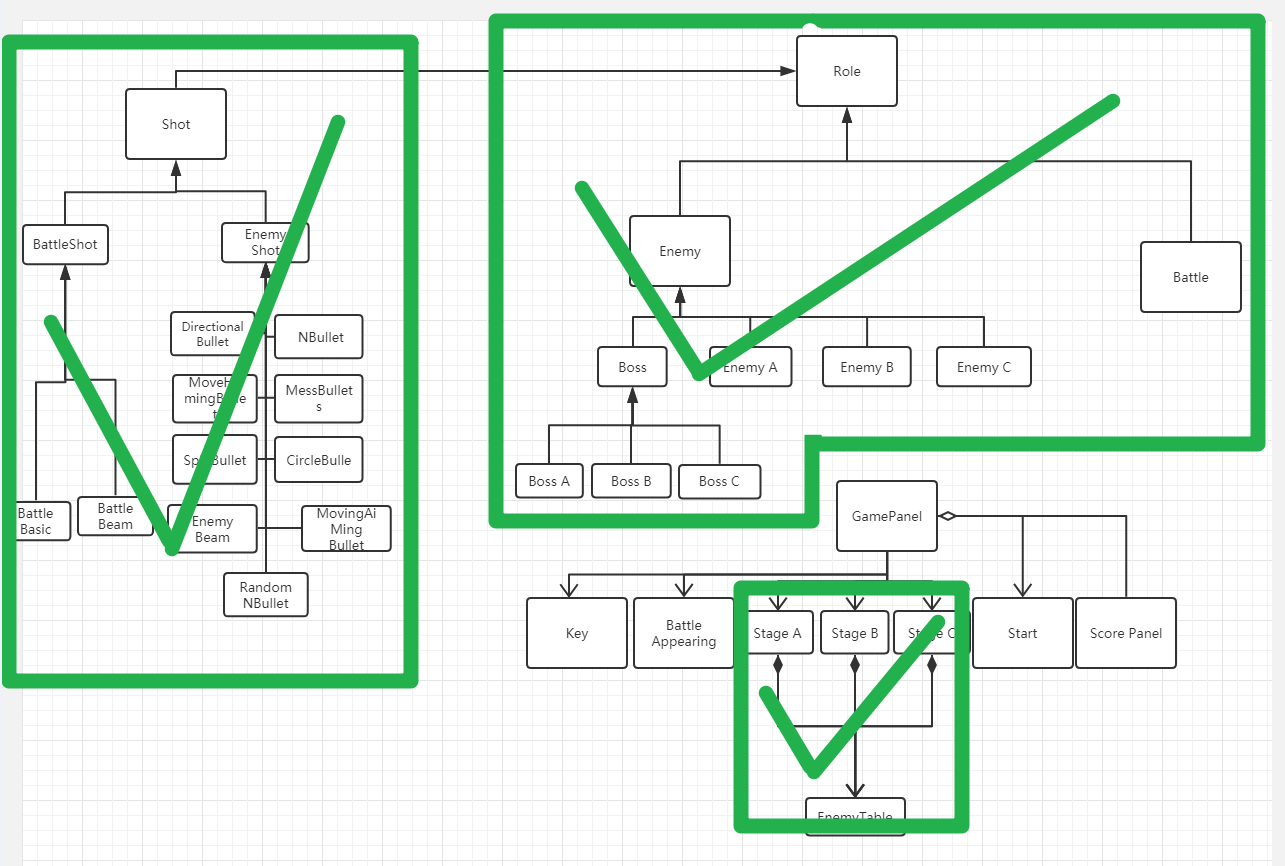 Role
Shot
BattleShot
Enemy
Shot
Enemy
Battle
Directional
Bullet
NBullet
Boss
Enemy A
Enemy B
Enemy C
MessBullet
s
CircleBulle
Boss A
Boss B
Boss C
Battle
Basic
Battle
Beam
Enemy
Beam
MovingAi
Ming
Bullet
GamePanel
Random
NBullet
Key
Battle
Appearing
Stage A
Stage B
Stage C
Start
Score Panel
EnemyTable